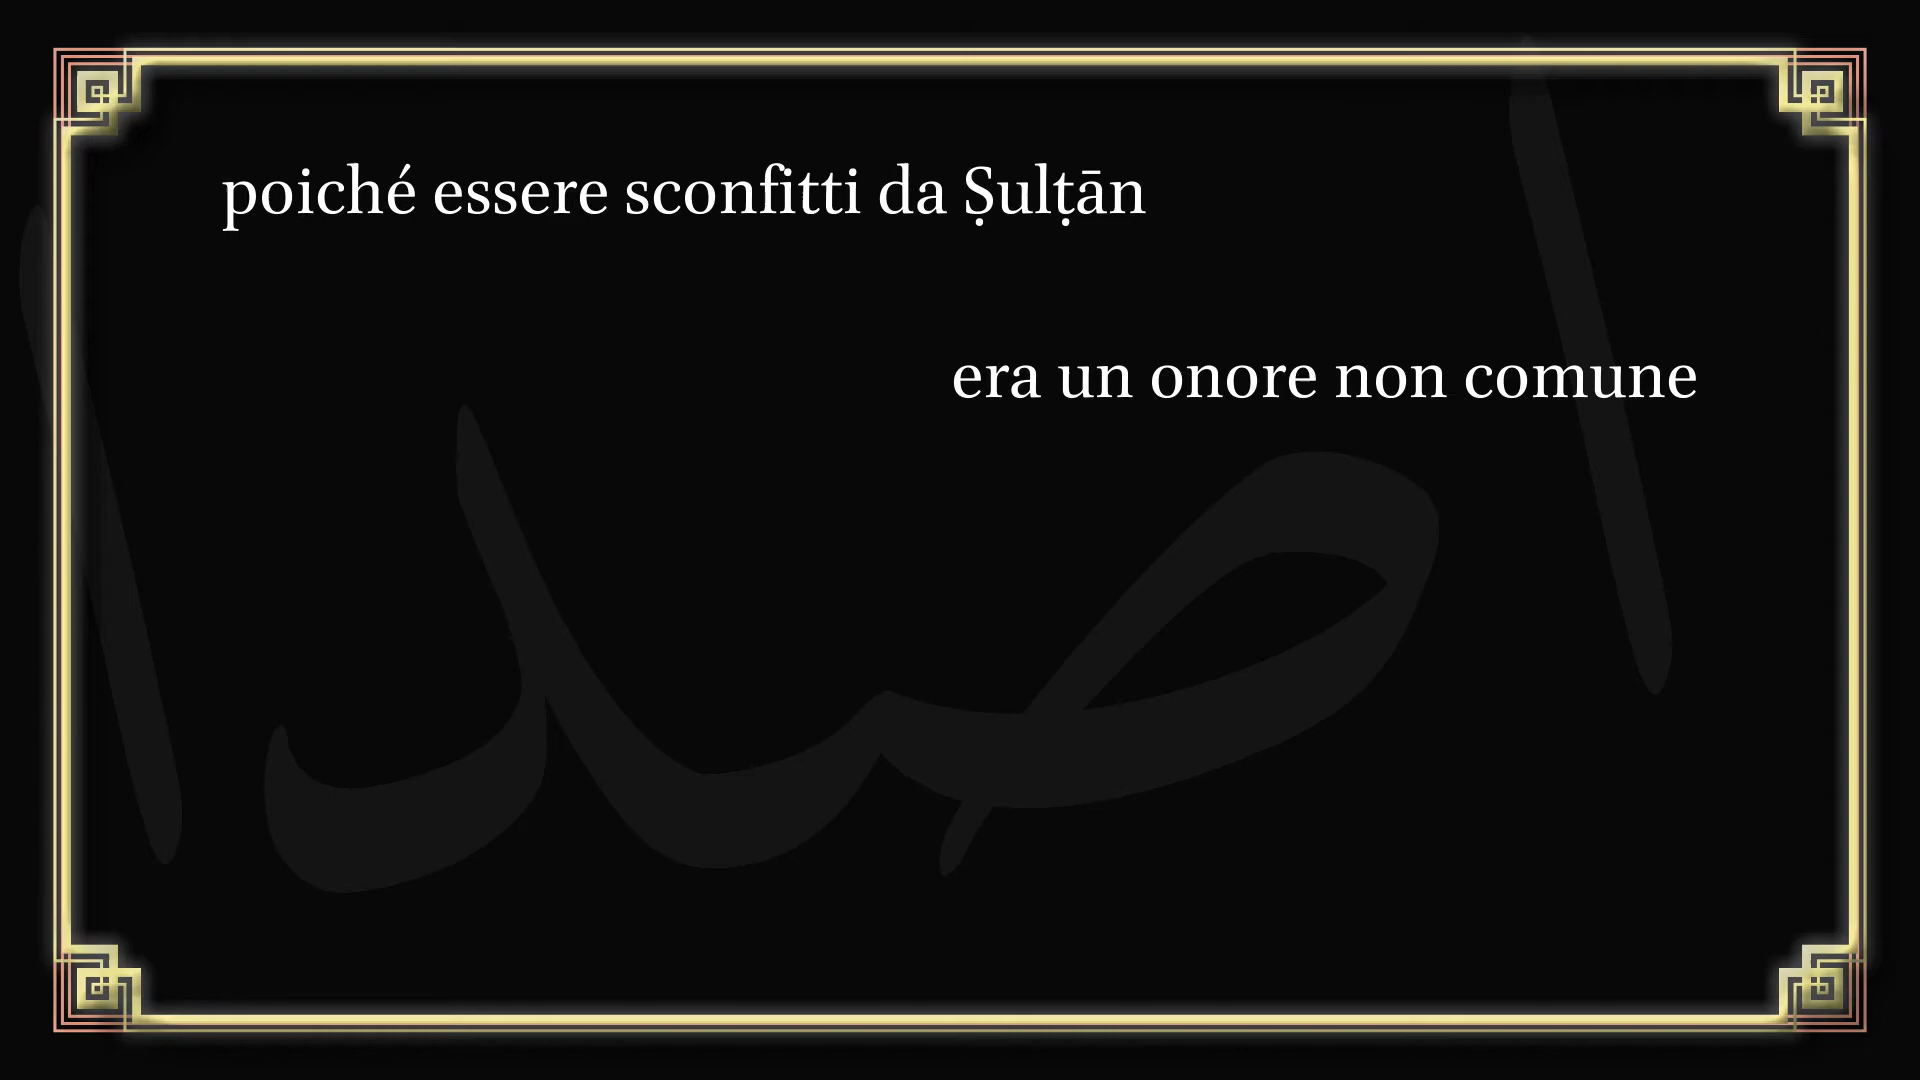 poiché essere sconfitti da Ṣulṭān
era un onore non comune